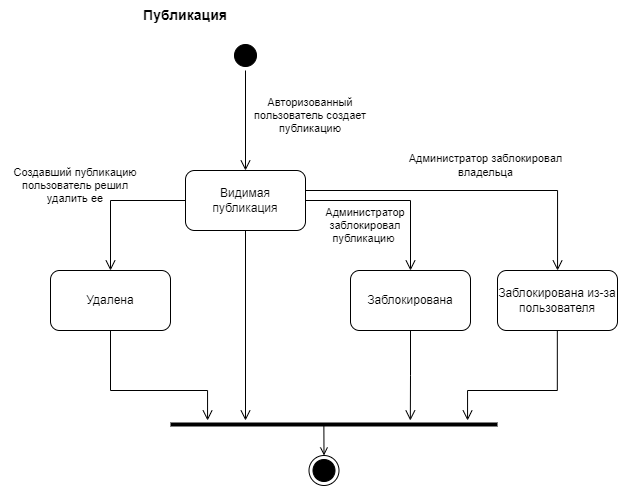 Публикация
Авторизованный
пользователь создает
публикацию
Создавший публикацию
пользователь решил
удалить ее
Видимая
публикация
Администратор заблокировал
владельца
Администратор
заблокировал
публикацию
Удалена
Заблокирована
Заблокирована из-за
пользователя